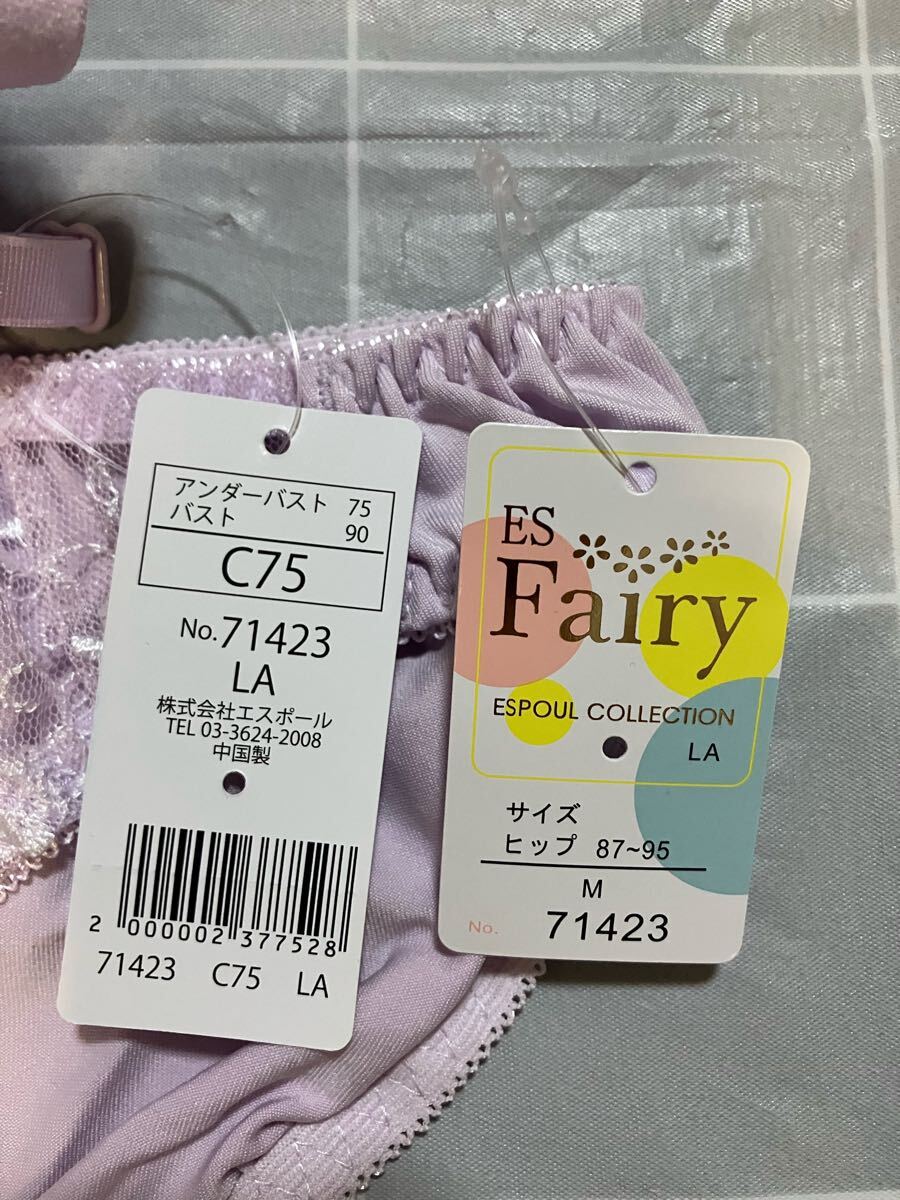 アンダーバスト 75
バスト 90
C75
No.71423
LA
株式会社エスポール
TEL 03-3624-2008
中国製
2 000002 377528
71423 C75 LA
ES
Fairy
ESPOUL COLLECTION
LA
サイズ
ヒップ 87~95
M
No. 71423